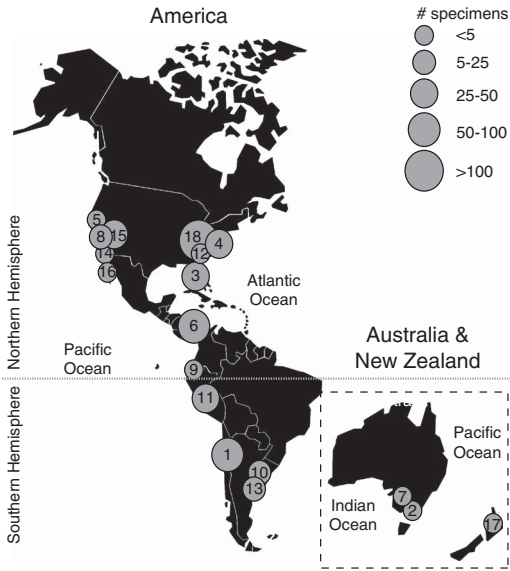 America
# specimens
<5
5-25
25-50
50-100
>100
Northern Hemisphere
5
8
15
14
16
18
12
4
3
Atlantic
Ocean
6
Pacific
Ocean
9
Australia &
New Zealand
Southern Hemisphere
11
1
10
13
Pacific
Ocean
Indian
Ocean
7
2
17